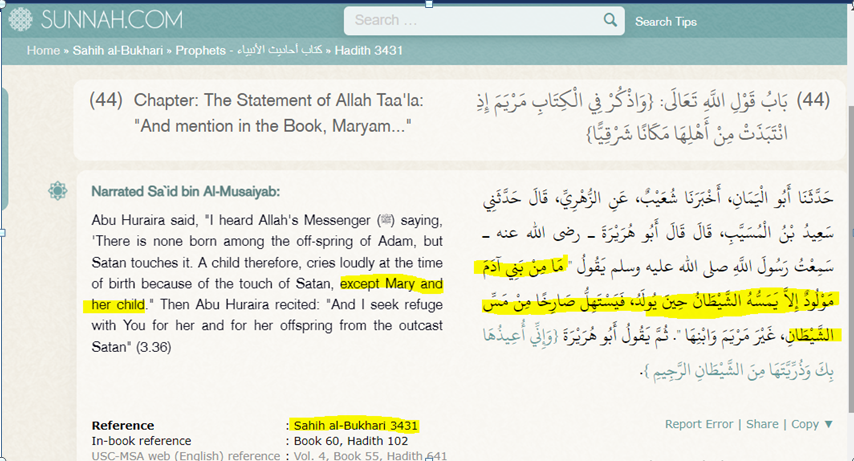 SUNNAH.COM
Search …
Search Tips
Home » Sahih al-Bukhari » Prophets - كتاب أحاديث الأنبياء » Hadith 3431
(44) Chapter: The Statement of Allah Taa'la:
"And mention in the Book, Maryam..."
(44) بَابُ قَوْلِ اللَّهِ تَعَالَى: {وَاذْكُرْ فِي الْكِتَابِ مَرْيَمَ إِذِ
انْتَبَذَتْ مِنْ أَهْلِهَا مَكَانًا شَرْقِيًّا}
Narrated Sa`id bin Al-Musaiyab:
Abu Huraira said, "I heard Allah's Messenger (ﷺ) saying,
'There is none born among the off-spring of Adam, but
Satan touches it. A child therefore, cries loudly at the time
of birth because of the touch of Satan, except Mary and
her child." Then Abu Huraira recited: "And I seek refuge
with You for her and for her offspring from the outcast
Satan" (3.36)
حَدَّثَنَا أَبُو الْيَمَانِ، أَخْبَرَنَا شُعَيْبٌ، عَنِ الزُّهْرِيِّ، قَالَ حَدَّثَنِي
سَعِيدُ بْنُ الْمُسَيَّبِ، قَالَ قَالَ أَبُو هُرَيْرَةَ ـ رضى الله عنه ـ
سَمِعْتُ رَسُولَ اللَّهِ صلى الله عليه وسلم يَقُولُ " مَا مِنْ بَنِي آدَمَ
مَوْلُودٌ إِلاَّ يَمَسُّهُ الشَّيْطَانُ حِينَ يُولَدُ، فَيَسْتَهِلُّ صَارِخًا مِنْ مَسِّ
الشَّيْطَانِ، غَيْرَ مَرْيَمَ وَابْنِهَا ". ثُمَّ يَقُولُ أَبُو هُرَيْرَةَ {وَإِنِّي أُعِيذُهَا
بِكَ وَذُرِّيَّتَهَا مِنَ الشَّيْطَانِ الرَّجِيمِ }.
Reference : Sahih al-Bukhari 3431
In-book reference : Book 60, Hadith 102
USC-MSA web (English) reference : Vol. 4, Book 55, Hadith 641
Report Error | Share | Copy ▼